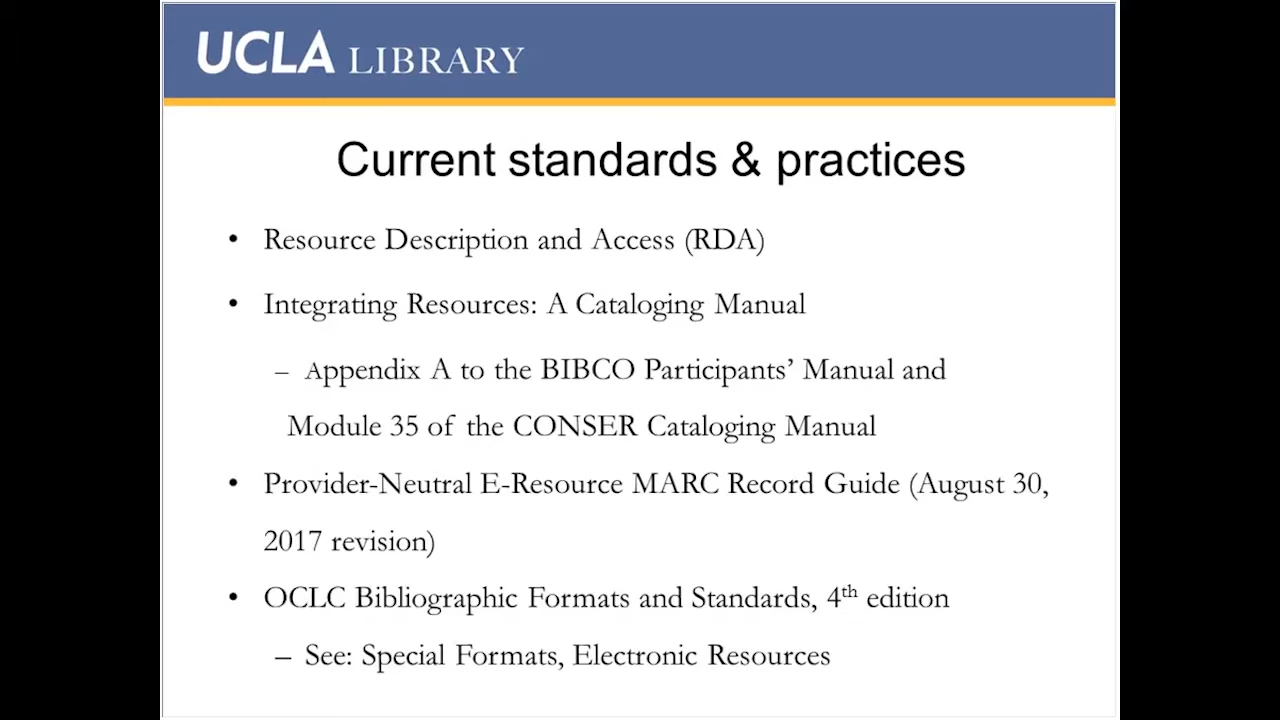 UCLA LIBRARY
Current standards & practices
• Resource Description and Access (RDA)
• Integrating Resources: A Cataloging Manual
– Appendix A to the BIBCO Participants’ Manual and
Module 35 of the CONSER Cataloging Manual
• Provider-Neutral E-Resource MARC Record Guide (August 30,
2017 revision)
• OCLC Bibliographic Formats and Standards, 4th edition
– See: Special Formats, Electronic Resources